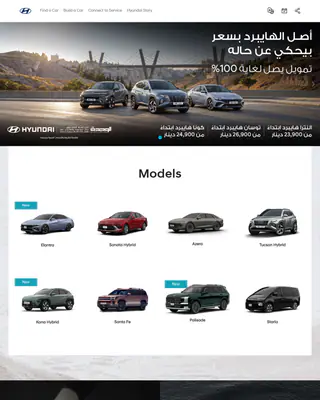 Find a Car
Build a Car
Connect to Service
Hyundai Story
أصل الهايبرد بسعر
بيحكي عن حاله
تمويل يصل لغاية 100%
HYUNDAI
الوحيدة
كونا هايبرد ابتداءً
من 24,900 دينار
توسان هايبرد ابتداءً
من 26,900 دينار
النترا هايبرد ابتداءً
من 23,900 دينار
Models
New
Elantra
Sonata Hybrid
Azera
Tucson Hybrid
New
Kona Hybrid
Santa Fe
New
Palisade
Staria